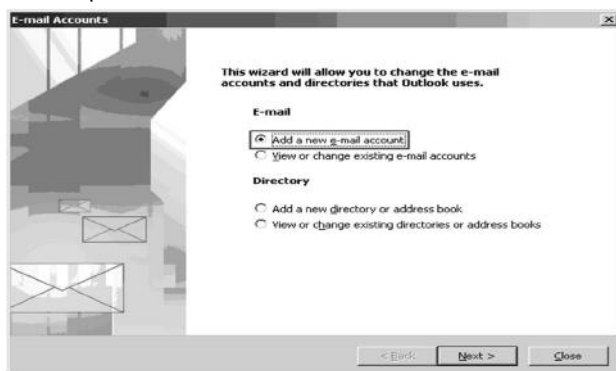 E-mail Accounts
This wizard will allow you to change the e-mail
accounts and directories that Outlook uses.
E-mail
Add a new e-mail account
View or change existing e-mail accounts
Directory
Add a new directory or address book
View or change existing directories or address books
< Back
Next >
Close